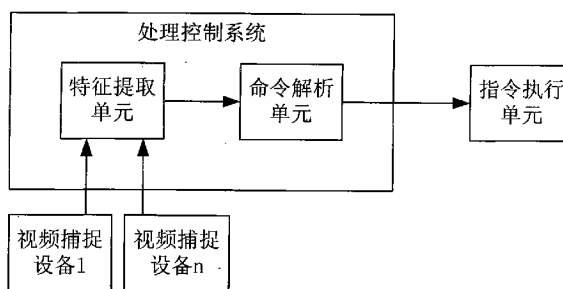 处理控制系统
特征提取
单元
命令解析
单元
指令执行
单元
视频捕捉
设备1
视频捕捉
设备n